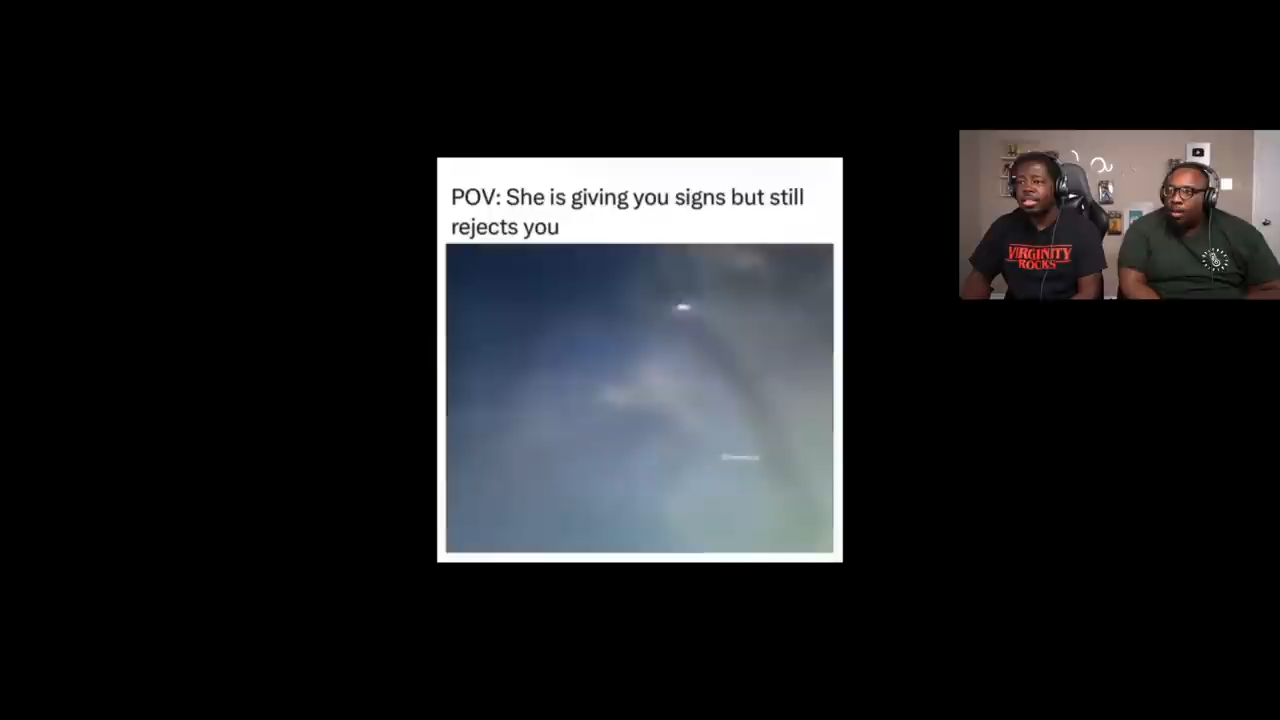 POV: She is giving you signs but still
rejects you
VIRGINITY
ROCKS